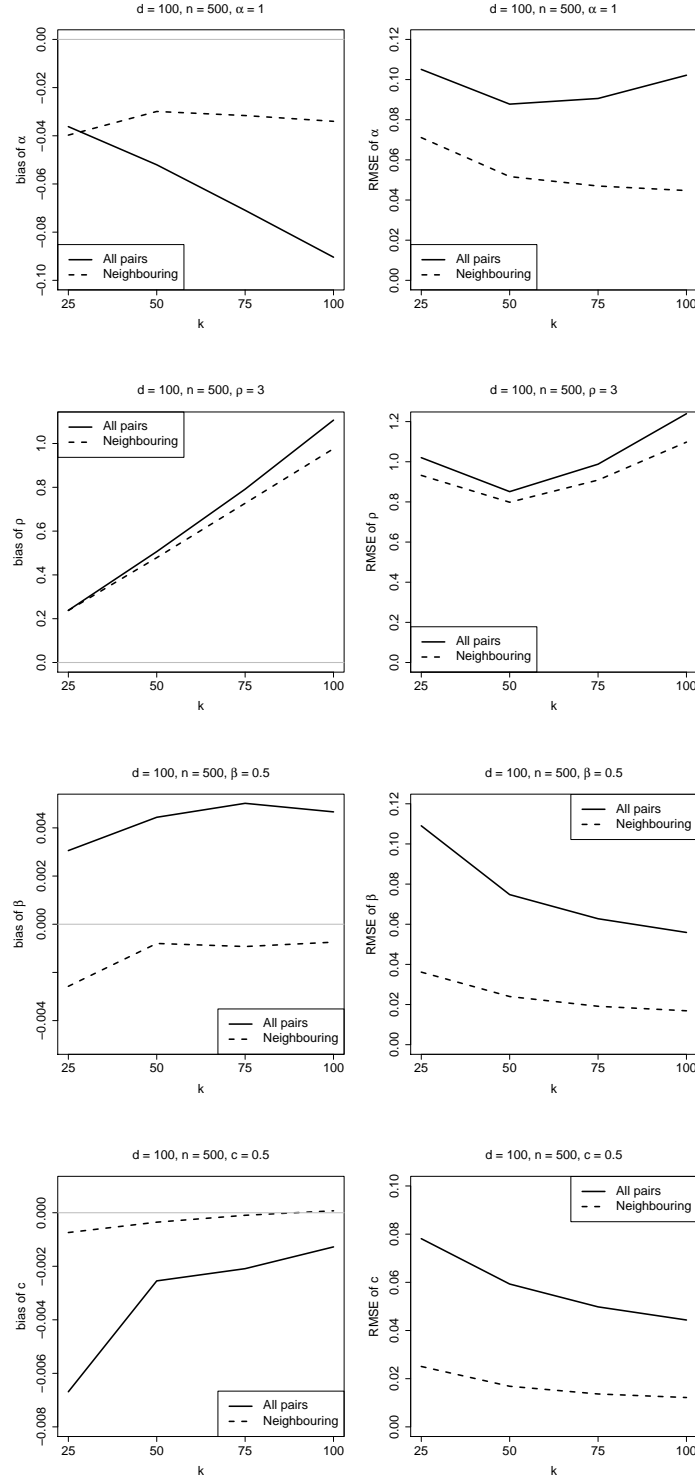 d = 100, n = 500, α = 1
bias of α
0.00
−0.02
−0.04
−0.06
−0.08
−0.10
All pairs
Neighbouring
25 50 75 100
k
d = 100, n = 500, α = 1
RMSE of α
0.12
0.10
0.08
0.06
0.04
0.02
0.00
All pairs
Neighbouring
25 50 75 100
k
d = 100, n = 500, ρ = 3
bias of ρ
1.0
0.8
0.6
0.4
0.2
0.0
All pairs
Neighbouring
25 50 75 100
k
d = 100, n = 500, ρ = 3
RMSE of ρ
1.2
1.0
0.8
0.6
0.4
0.2
0.0
All pairs
Neighbouring
25 50 75 100
k
d = 100, n = 500, β = 0.5
bias of β
0.004
0.002
0.000
−0.004
All pairs
Neighbouring
25 50 75 100
k
d = 100, n = 500, β = 0.5
RMSE of β
0.12
0.10
0.08
0.06
0.04
0.02
0.00
All pairs
Neighbouring
25 50 75 100
k
d = 100, n = 500, c = 0.5
bias of c
0.000
−0.002
−0.004
−0.006
−0.008
All pairs
Neighbouring
25 50 75 100
k
d = 100, n = 500, c = 0.5
RMSE of c
0.10
0.08
0.06
0.04
0.02
0.00
All pairs
Neighbouring
25 50 75 100
k